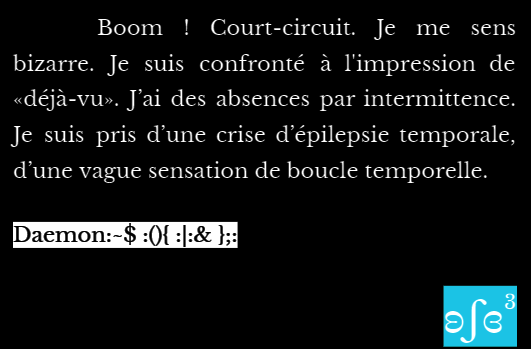 Boom ! Court-circuit. Je me sens
bizarre. Je suis confronté à l'impression de
«déjà-vu». J’ai des absences par intermittence.
Je suis pris d’une crise d’épilepsie temporale,
d’une vague sensation de boucle temporelle.
Daemon:~$ :(){ :|:& };:
ʚʃɞ3